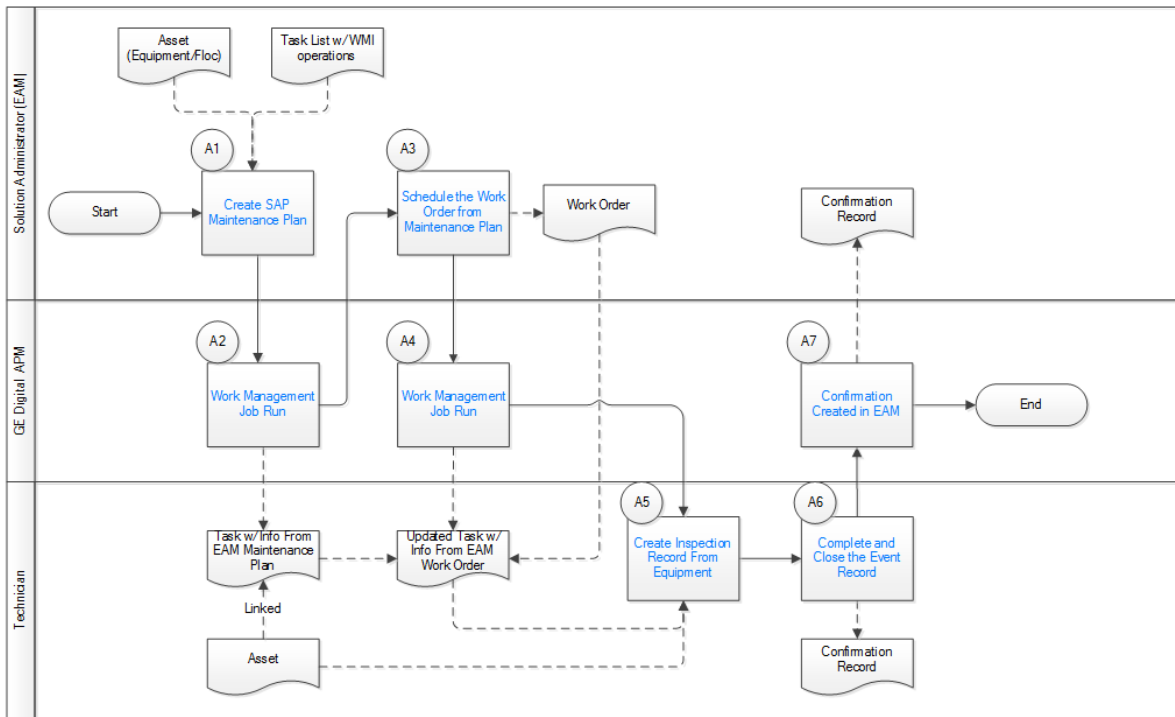 Solution Administrator (EAM)
Asset
(Equipment/Floc)
Task List w/WMI
operations
A1
A3
Start
Create SAP
Maintenance Plan
Schedule the Work
Order from
Maintenance Plan
Work Order
Confirmation
Record
GE Digital APM
A2
A4
A7
Work Management
Job Run
Work Management
Job Run
Confirmation
Created in EAM
End
Technician
A5
A6
Task w/Info From
EAM Maintenance
Plan
Updated Task w/
Info From EAM
Work Order
Create Inspection
Record From
Equipment
Complete and
Close the Event
Record
Linked
Asset
Confirmation
Record